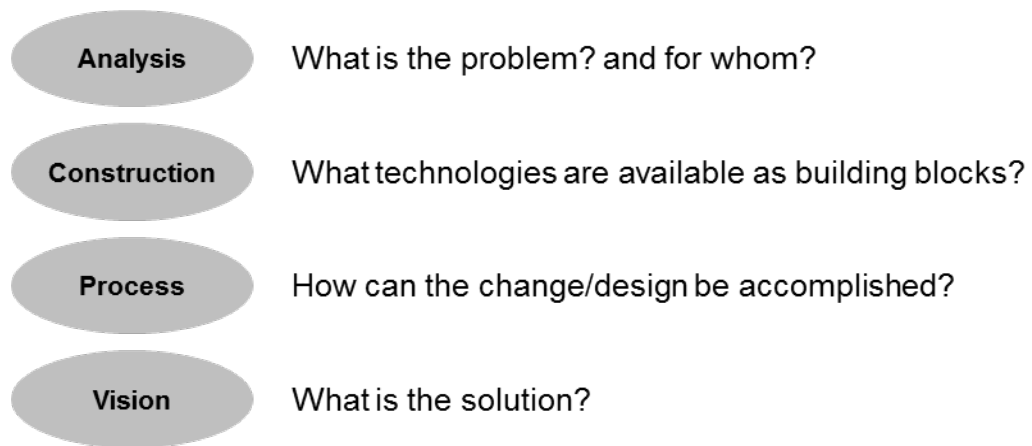 Analysis What is the problem? and for whom?
Construction What technologies are available as building blocks?
Process How can the change/design be accomplished?
Vision What is the solution?